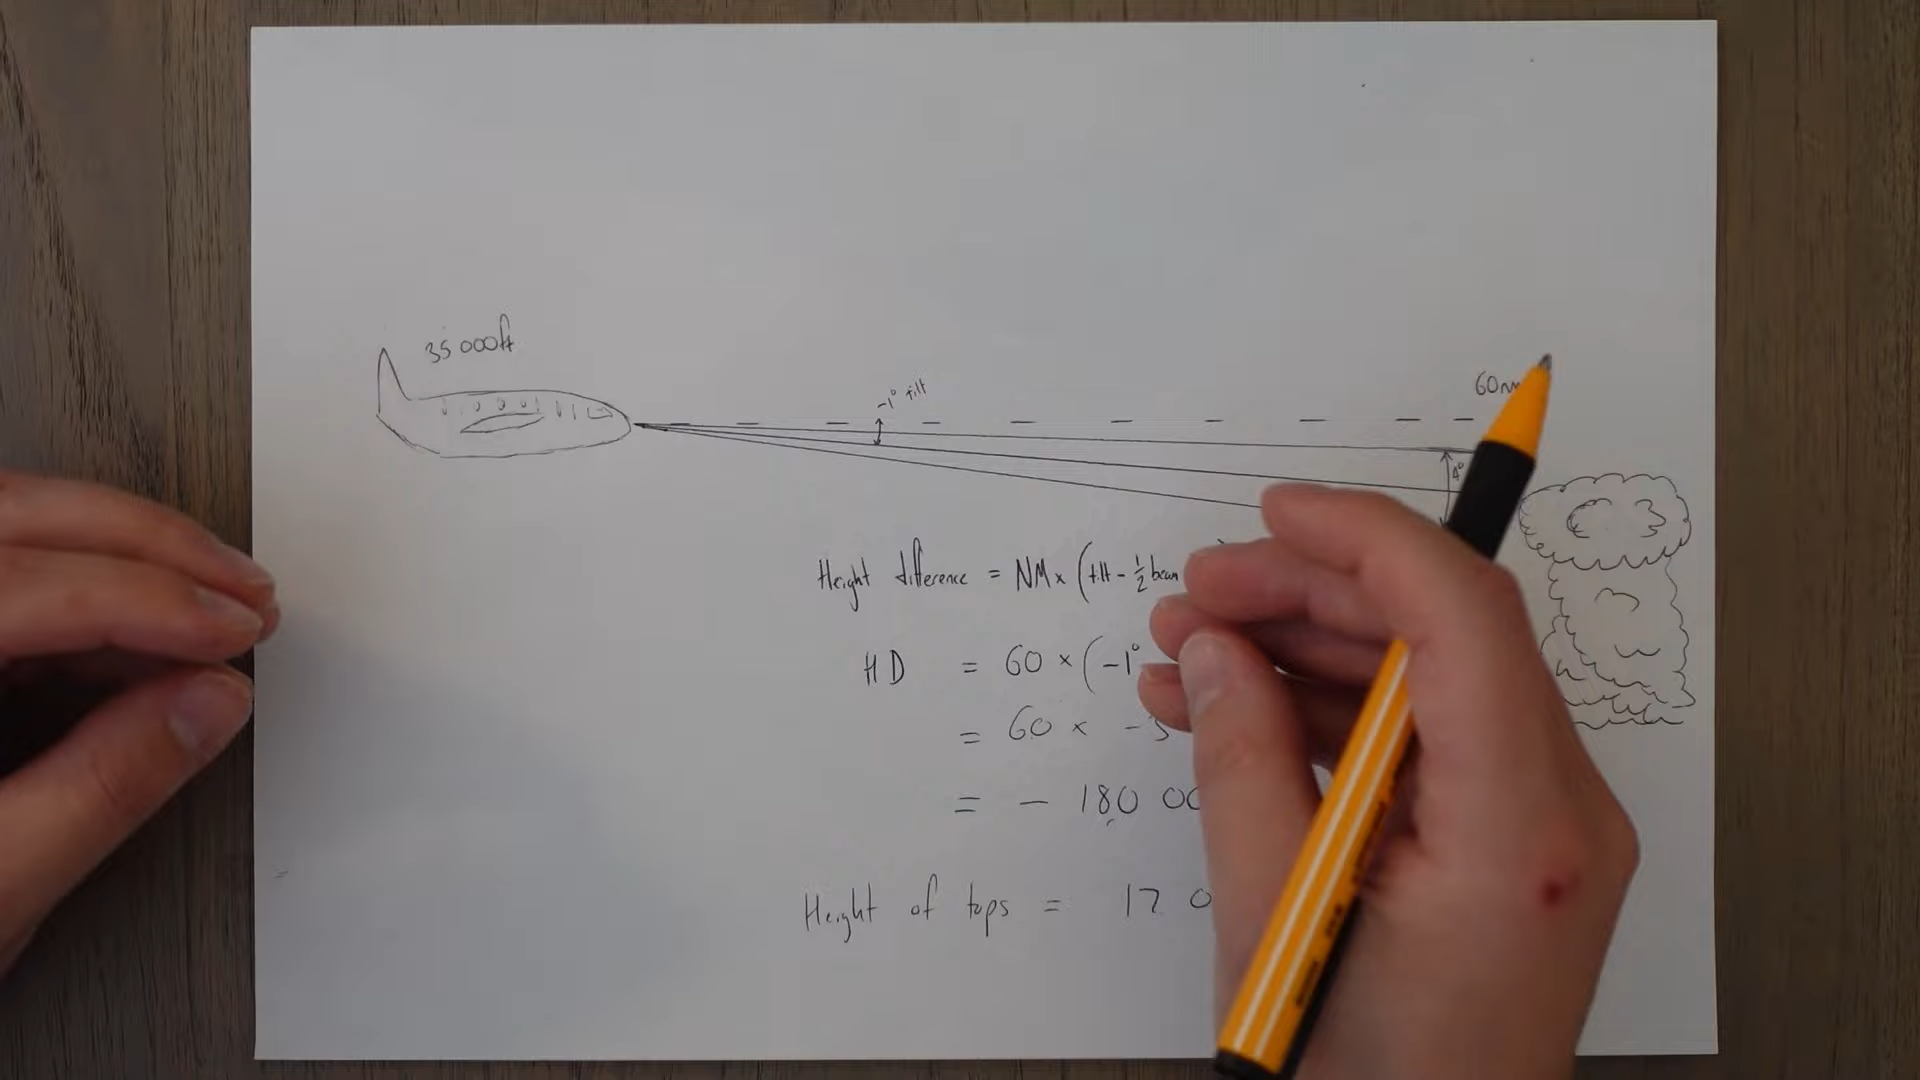 35 000ft
-1° tilt
60nm
4°
Height difference = NM x (tilt - 1/2 beam
HD = 60 x (-1°
= 60 x -3
= - 180 00
Height of tops = 17 0